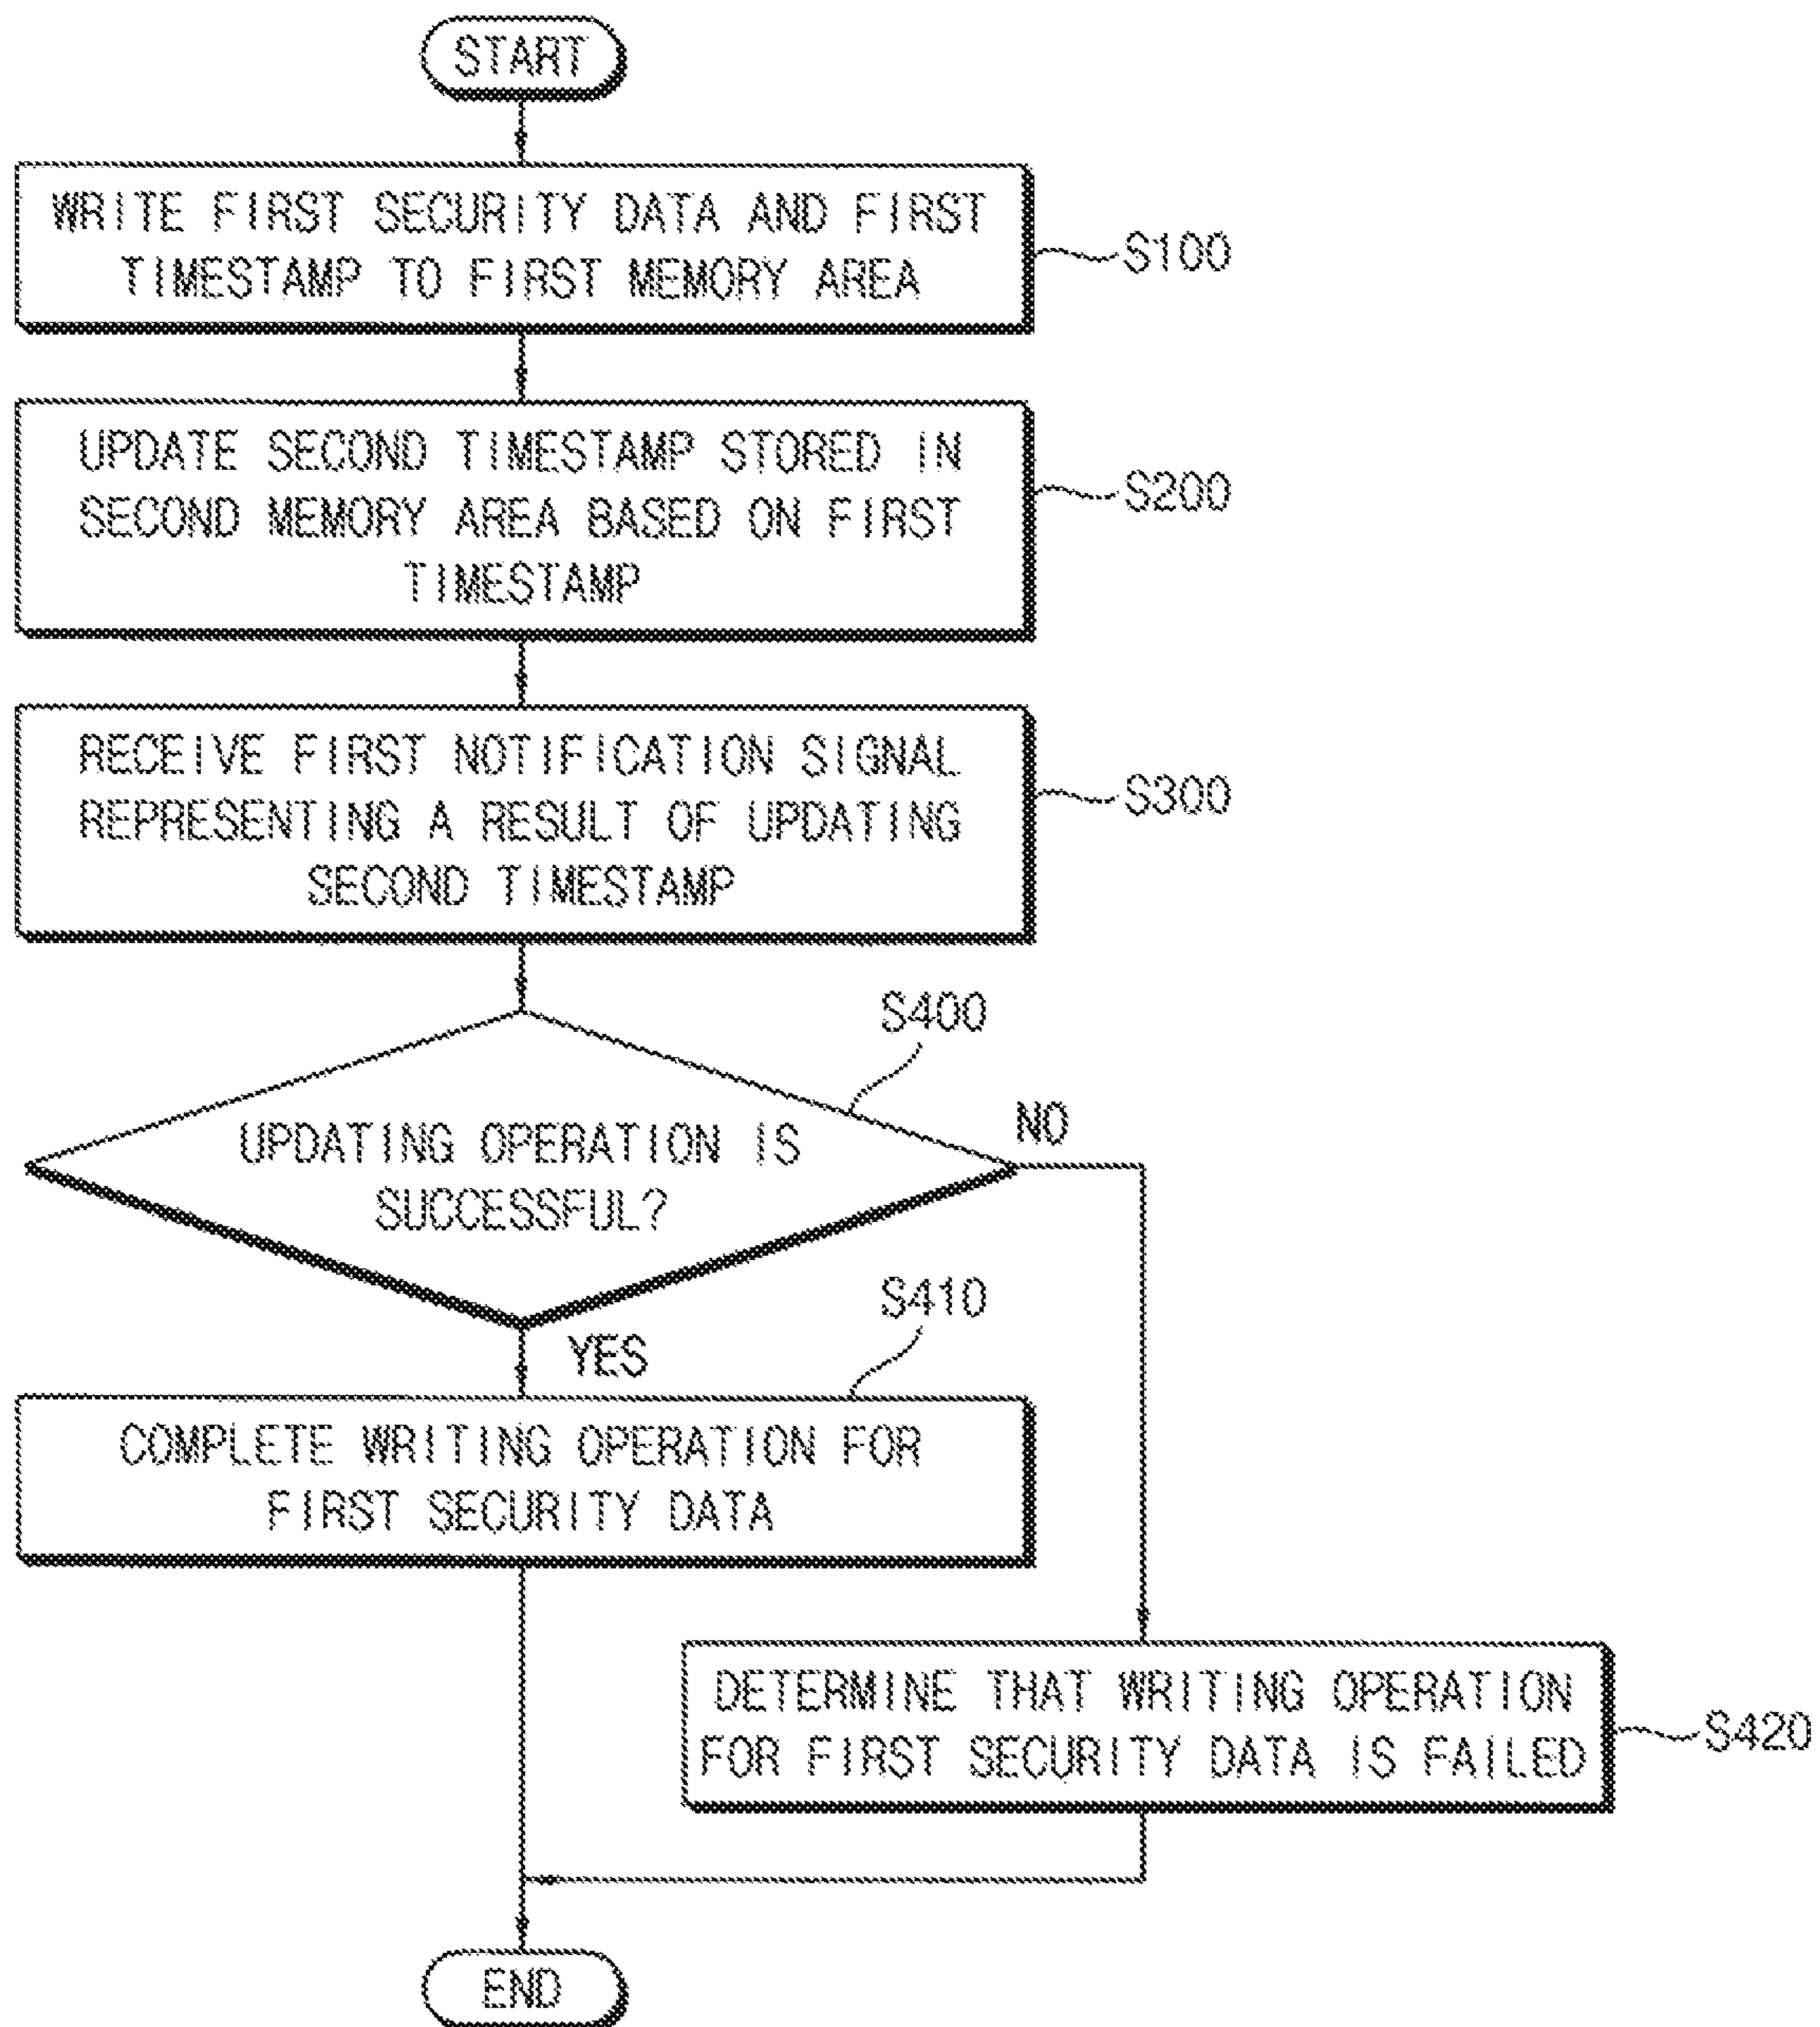 START
WRITE FIRST SECURITY DATA AND FIRST
TIMESTAMP TO FIRST MEMORY AREA
S100
UPDATE SECOND TIMESTAMP STORED IN
SECOND MEMORY AREA BASED ON FIRST
TIMESTAMP
S200
RECEIVE FIRST NOTIFICATION SIGNAL
REPRESENTING A RESULT OF UPDATING
SECOND TIMESTAMP
S300
S400
UPDATING OPERATION IS
SUCCESSFUL?
NO
YES
S410
COMPLETE WRITING OPERATION FOR
FIRST SECURITY DATA
DETERMINE THAT WRITING OPERATION
FOR FIRST SECURITY DATA IS FAILED
S420
END